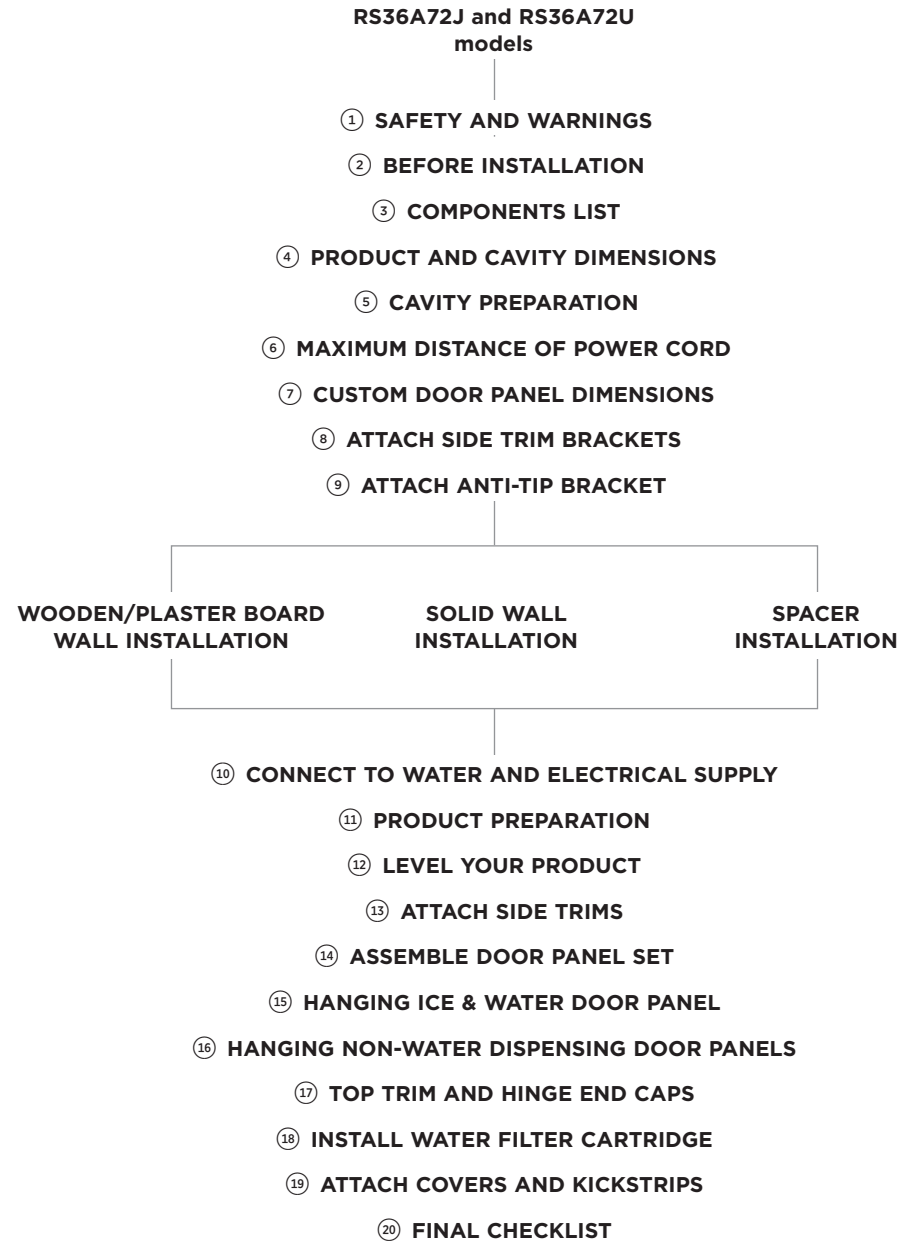 RS36A72J and RS36A72U
models
① SAFETY AND WARNINGS
② BEFORE INSTALLATION
③ COMPONENTS LIST
④ PRODUCT AND CAVITY DIMENSIONS
⑤ CAVITY PREPARATION
⑥ MAXIMUM DISTANCE OF POWER CORD
⑦ CUSTOM DOOR PANEL DIMENSIONS
⑧ ATTACH SIDE TRIM BRACKETS
⑨ ATTACH ANTI-TIP BRACKET
WOODEN/PLASTER BOARD
WALL INSTALLATION
SOLID WALL
INSTALLATION
SPACER
INSTALLATION
⑩ CONNECT TO WATER AND ELECTRICAL SUPPLY
⑪ PRODUCT PREPARATION
⑫ LEVEL YOUR PRODUCT
⑬ ATTACH SIDE TRIMS
⑭ ASSEMBLE DOOR PANEL SET
⑮ HANGING ICE & WATER DOOR PANEL
⑯ HANGING NON-WATER DISPENSING DOOR PANELS
⑰ TOP TRIM AND HINGE END CAPS
⑱ INSTALL WATER FILTER CARTRIDGE
⑲ ATTACH COVERS AND KICKSTRIPS
⑳ FINAL CHECKLIST